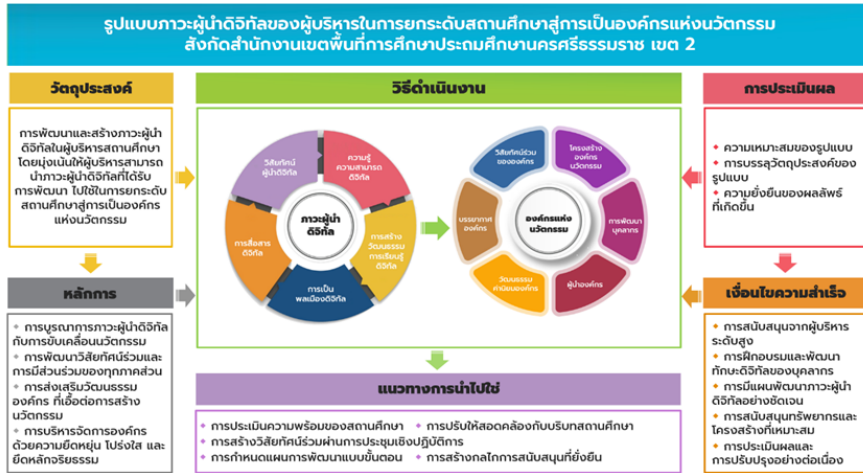 รูปแบบภาวะผู้นำดิจิทัลของผู้บริหารในการยกระดับสถานศึกษาสู่การเป็นองค์กรแห่งนวัตกรรม
สังกัดสำนักงานเขตพื้นที่การศึกษาประถมศึกษานครศรีธรรมราช เขต 2
วัตถุประสงค์
การพัฒนาและสร้างภาวะผู้นำ
ดิจิทัลในผู้บริหารสถานศึกษา
โดยมุ่งเน้นให้ผู้บริหารสามารถ
นำภาวะผู้นำดิจิทัลที่ได้รับ
การพัฒนา ไปใช้ในการยกระดับ
สถานศึกษาสู่การเป็นองค์กร
แห่งนวัตกรรม
หลักการ
การบูรณาการภาวะผู้นำดิจิทัล
กับการขับเคลื่อนนวัตกรรม
การพัฒนาวิสัยทัศน์ร่วมและ
การมีส่วนร่วมของทุกภาคส่วน
การส่งเสริมวัฒนธรรม
องค์กร ที่เอื้อต่อการสร้าง
นวัตกรรม
การบริหารจัดการองค์กร
ด้วยความยืดหยุ่น โปร่งใส และ
ยึดหลักจริยธรรม
วิธีดำเนินงาน
วิสัยทัศน์
ผู้นำดิจิทัล
ความรู้
ความสามารถ
ดิจิทัล
การสื่อสาร
ดิจิทัล
ภาวะผู้นำ
ดิจิทัล
การสร้าง
วัฒนธรรม
การเรียนรู้
ดิจิทัล
การเป็น
พลเมืองดิจิทัล
วิสัยทัศน์ร่วม
ขององค์กร
โครงสร้าง
องค์กร
นวัตกรรม
บรรยากาศ
องค์กร
องค์กรแห่ง
นวัตกรรม
การพัฒนา
บุคลากร
วัฒนธรรม
ค่านิยมองค์กร
ผู้นำองค์กร
แนวทางการนำไปใช้
การประเมินความพร้อมของสถานศึกษา การปรับให้สอดคล้องกับบริบทสถานศึกษา
การสร้างวิสัยทัศน์ร่วมผ่านการประชุมเชิงปฏิบัติการ
การกำหนดแผนการพัฒนาแบบขั้นตอน การสร้างกลไกการสนับสนุนที่ยั่งยืน
การประเมินผล
ความเหมาะสมของรูปแบบ
การบรรลุวัตถุประสงค์ของ
รูปแบบ
ความยั่งยืนของผลลัพธ์
ที่เกิดขึ้น
เงื่อนไขความสำเร็จ
การสนับสนุนจากผู้บริหาร
ระดับสูง
การฝึกอบรมและพัฒนา
ทักษะดิจิทัลของบุคลากร
การมีแผนพัฒนาภาวะผู้นำ
ดิจิทัลอย่างชัดเจน
การสนับสนุนทรัพยากรและ
โครงสร้างที่เหมาะสม
การประเมินผลและ
การปรับปรุงอย่างต่อเนื่อง